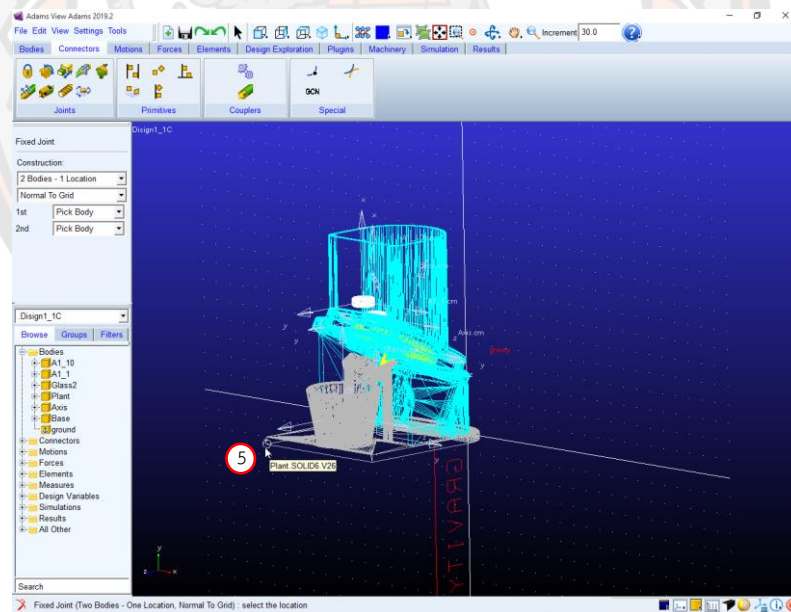 Adams View Adams 2019.2
File Edit View Settings Tools
Increment 30.0
Bodies Connectors Motions Forces Elements Design Exploration Plugins Machinery Simulation Results
GCN
Joints Primitives Couplers Special
Disign1_1C
Fixed Joint
Construction:
2 Bodies - 1 Location
Normal To Grid
1st Pick Body
2nd Pick Body
Disign1_1C
Browse Groups Filters
Bodies
A1_10
A1_1
Glass2
Plant
Axis
Base
ground
Connectors
Motions
Forces
Elements
Measures
Design Variables
Simulations
Results
All Other
Search
x
x
y
cm
Axis.cm
z
y
y
5
Plant.SOLID6.V26
y
GRAVITY
y
z x
Fixed Joint (Two Bodies - One Location, Normal To Grid) : select the location